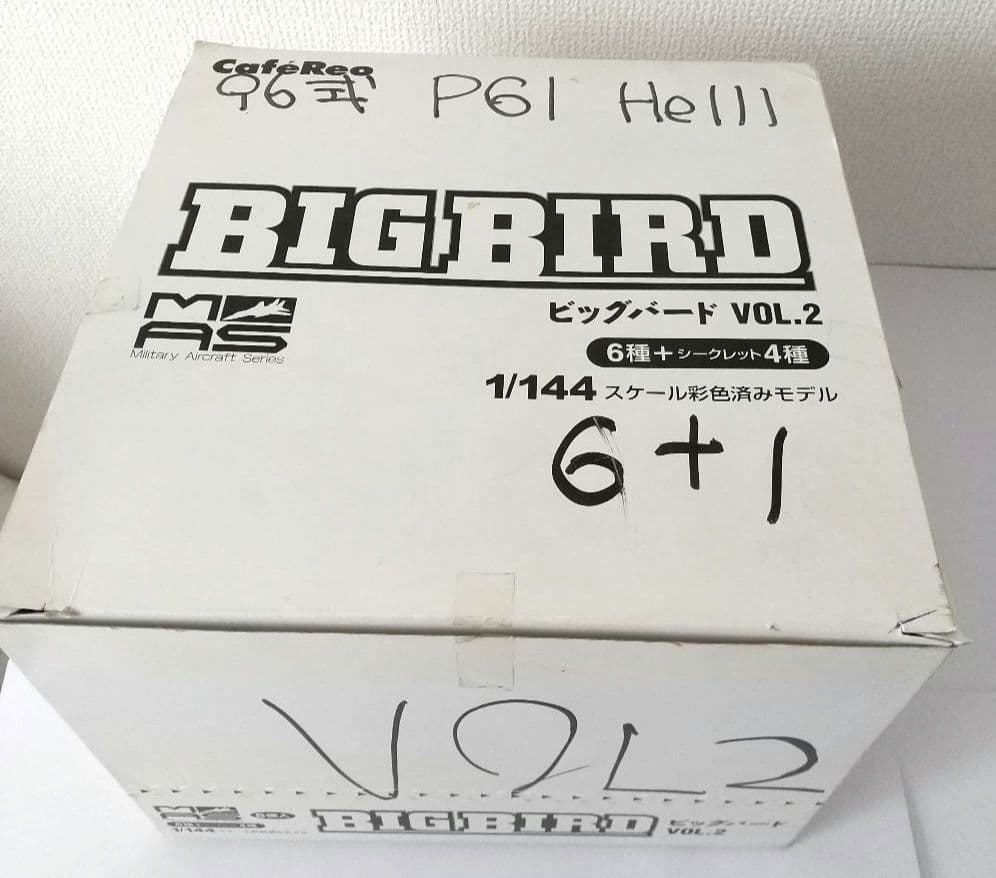 CaféReo
96式 P61 He111
BIGBIRD
M
AS
Military Aircraft Series
ビッグバード VOL.2
6種+シークレット4種
1/144 スケール彩色済みモデル
6+1
VOL2
BIGBIRD
1/144
ビッグバード
VOL.2